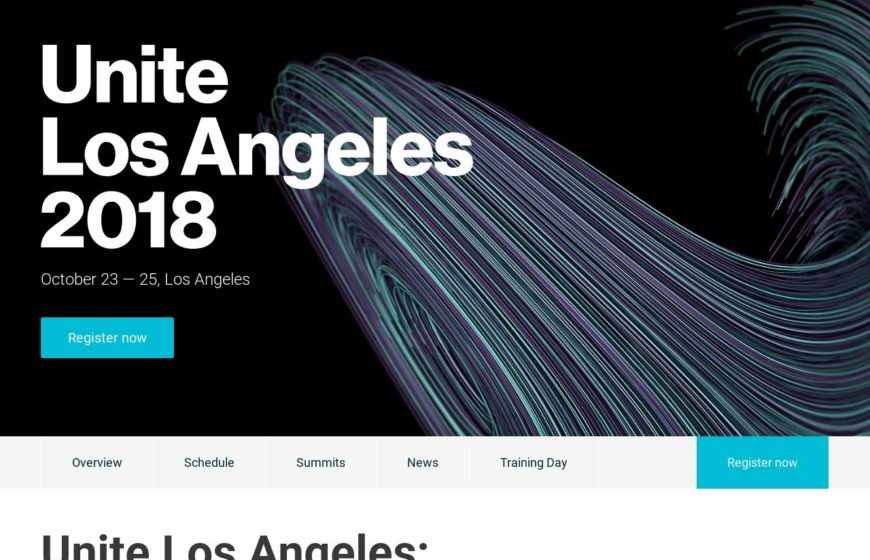 Unite
Los Angeles
2018
October 23 — 25, Los Angeles
Register now
Overview Schedule Summits News Training Day Register now
Unite Los Angeles: